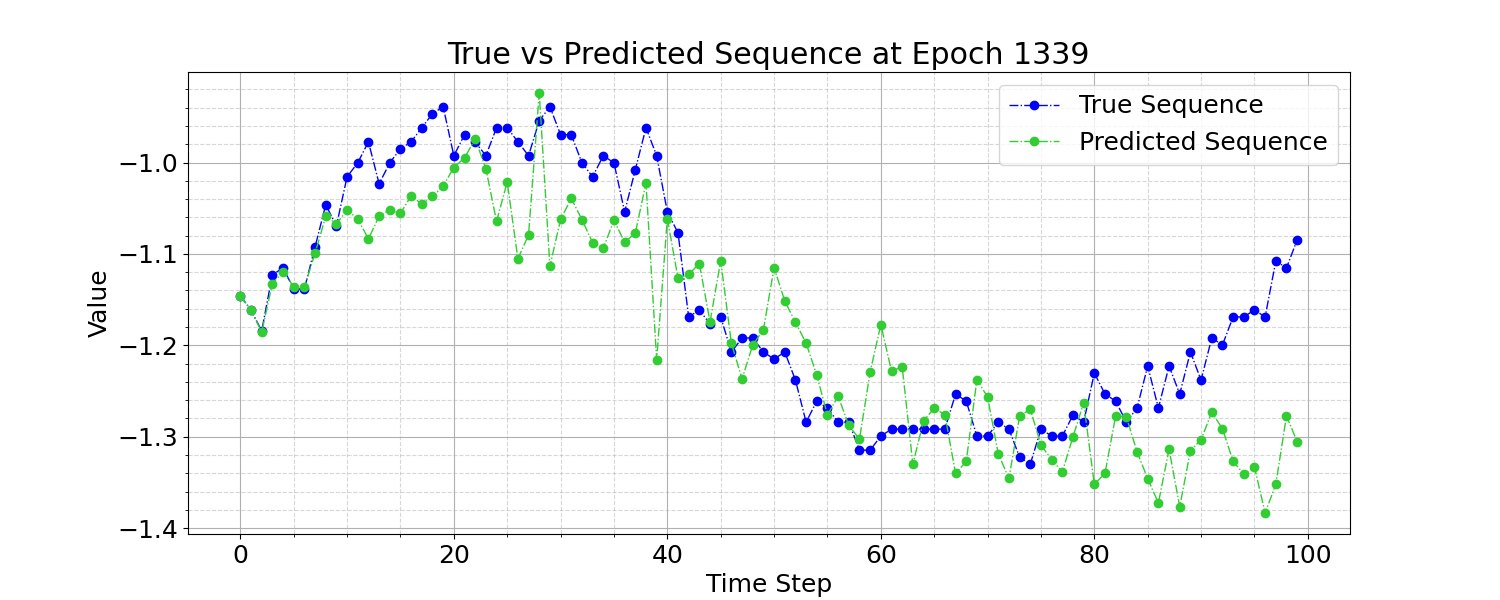 True vs Predicted Sequence at Epoch 1339
True Sequence
Predicted Sequence
Value
−1.0
−1.1
−1.2
−1.3
−1.4
0 20 40 60 80 100
Time Step